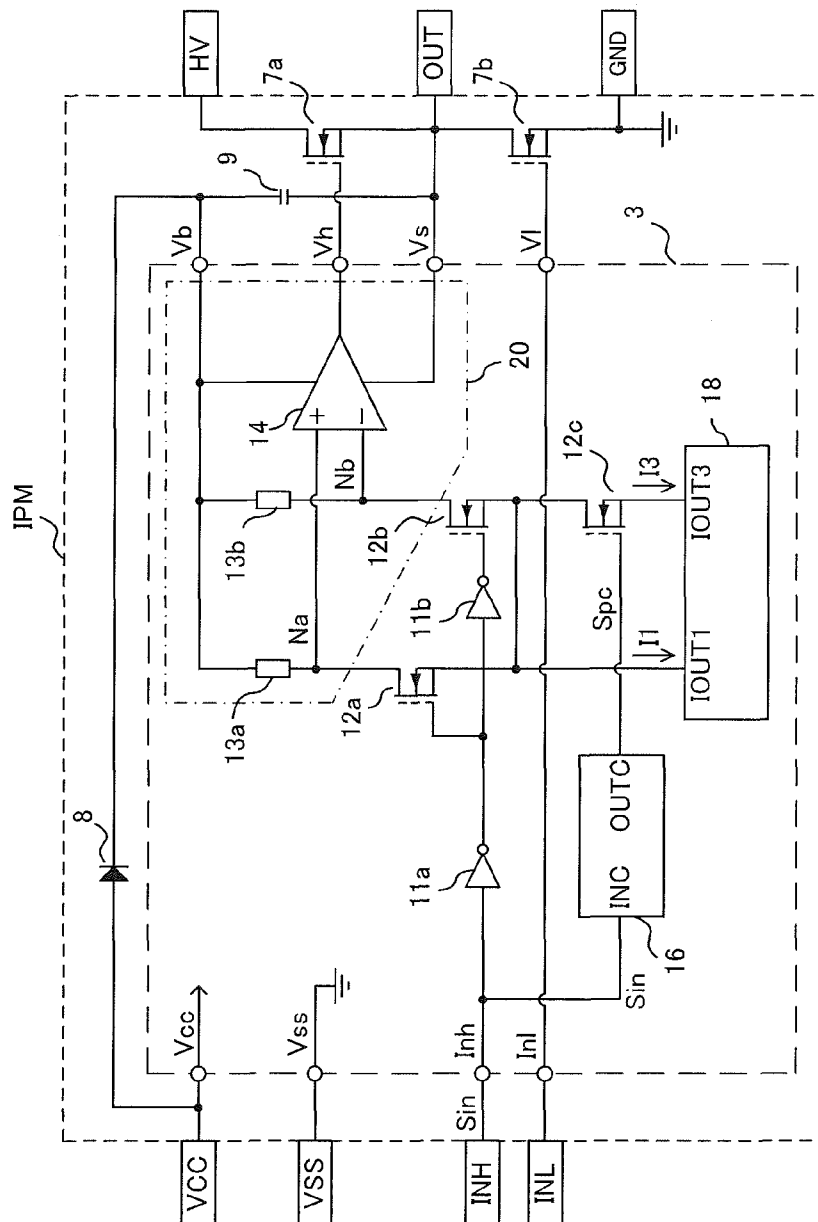 IPM
8
9
7a
7b
3
VCC
VSS
INH
INL
HV
OUT
GND
Vcc
Vss
Sin
Inh
Inl
Vb
Vh
Vs
Vl
13a
13b
Na
Nb
14
+
−
20
12a
12b
12c
11a
11b
Sin
16
INC OUTC
Spc
I1
I3
IOUT1 IOUT3
18